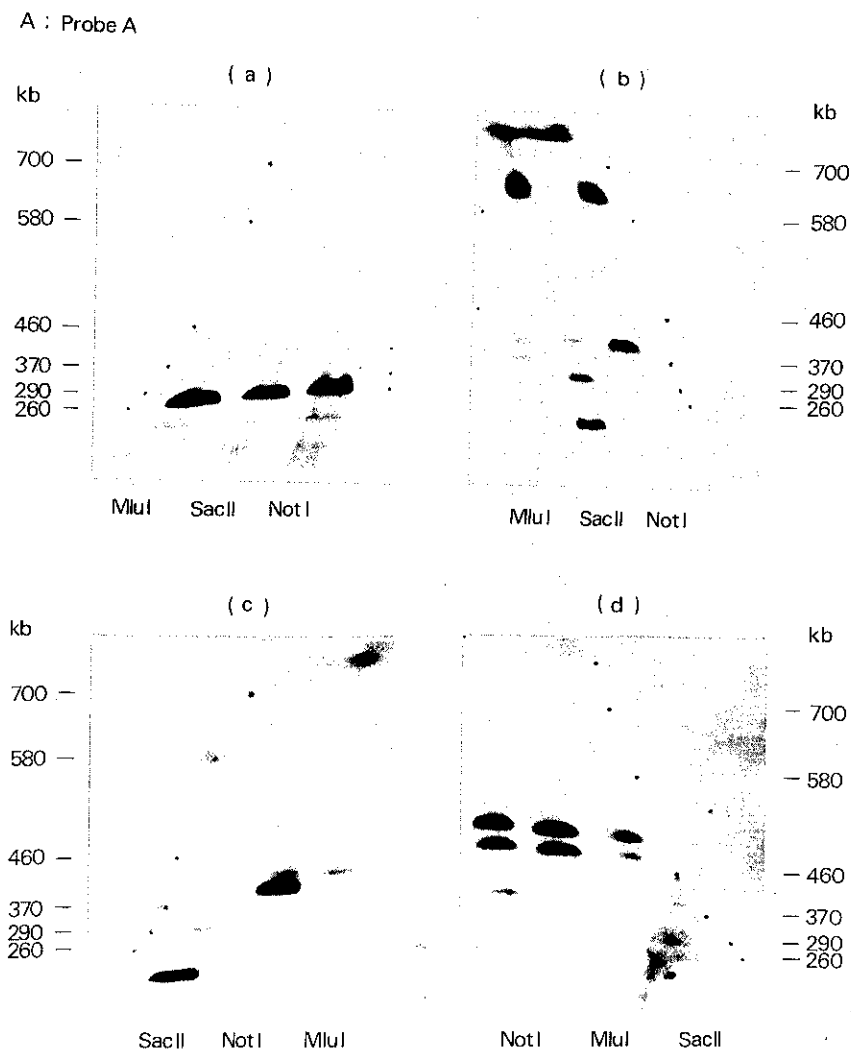 A : Probe A
( a )
( b )
kb
kb
700
580
460
370
290
260
700
580
460
370
290
260
MluI SacII NotI
MluI SacII NotI
( c )
( d )
kb
kb
700
580
460
370
290
260
700
580
460
370
290
260
SacII NotI MluI
NotI MluI SacII